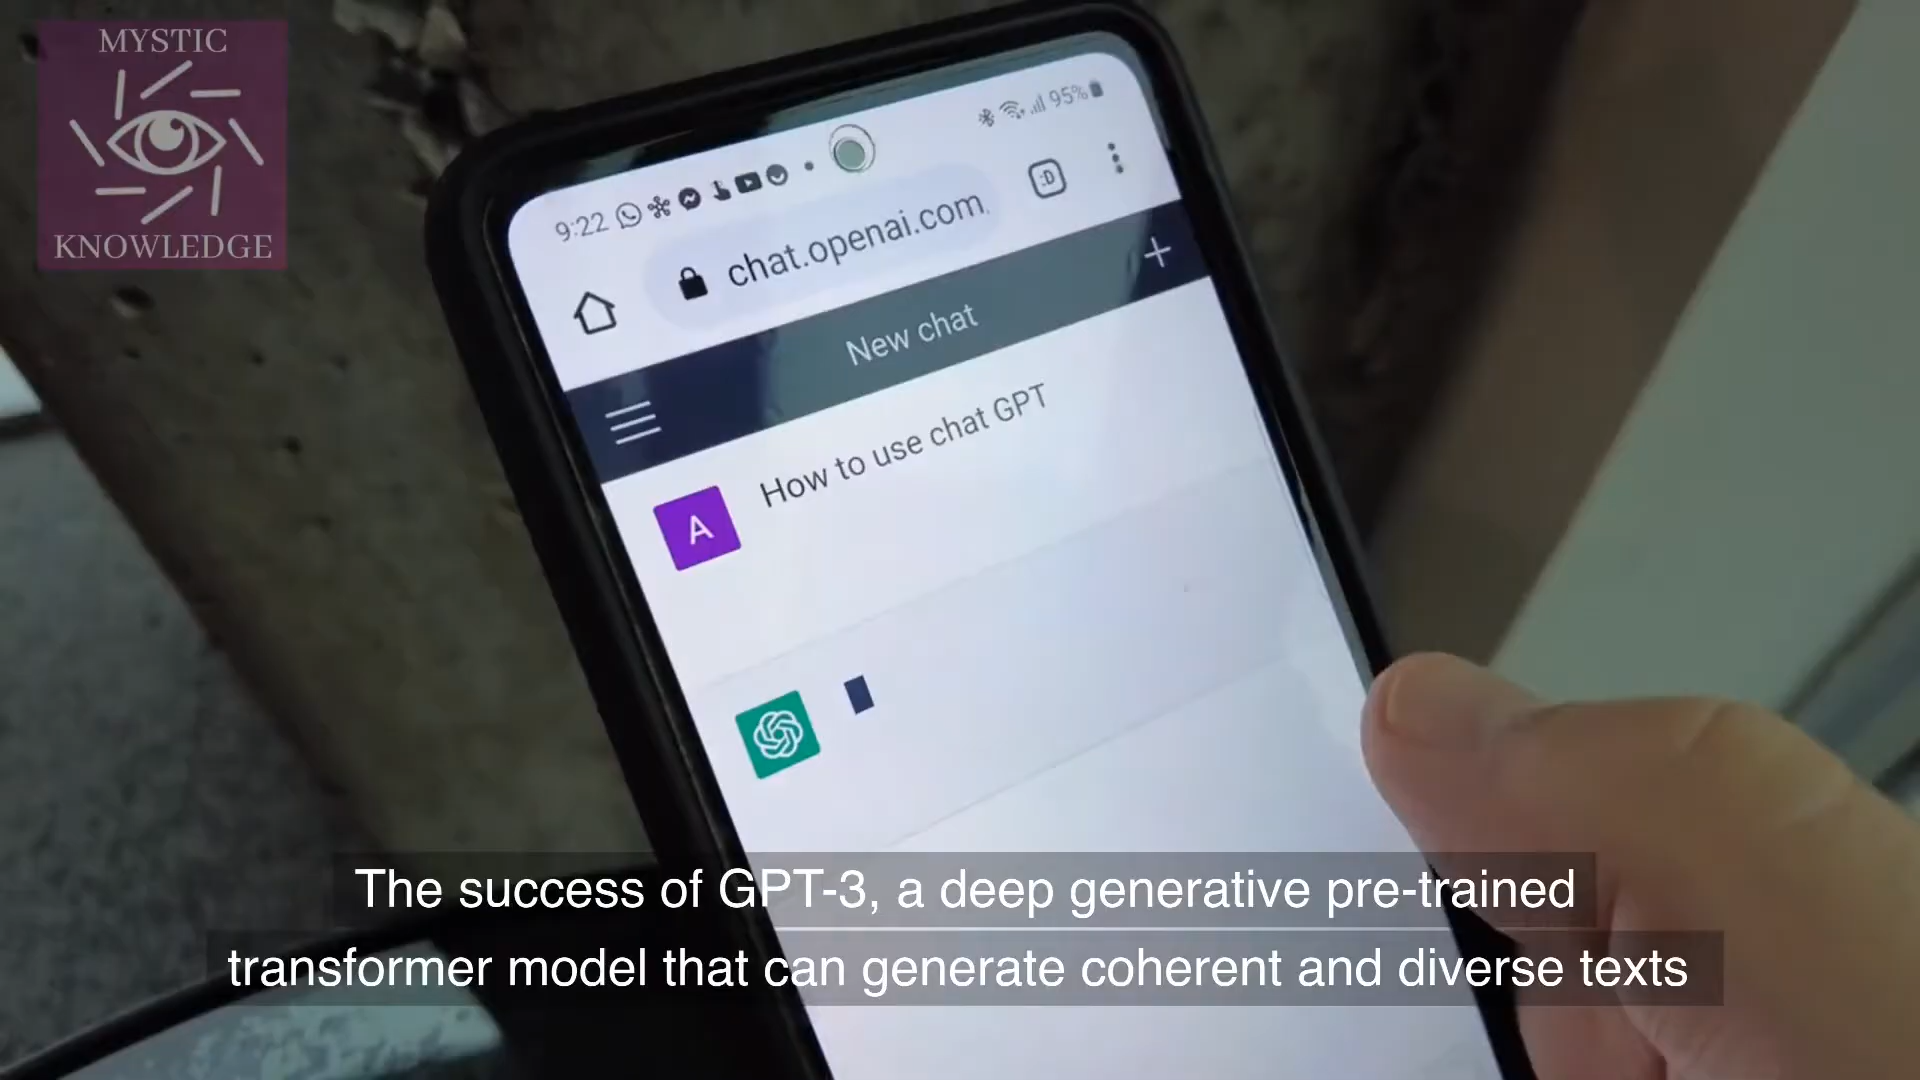 MYSTIC
KNOWLEDGE
9:22
95%
chat.openai.com
:D
New chat
+
How to use chat GPT
A
The success of GPT-3, a deep generative pre-trained
transformer model that can generate coherent and diverse texts